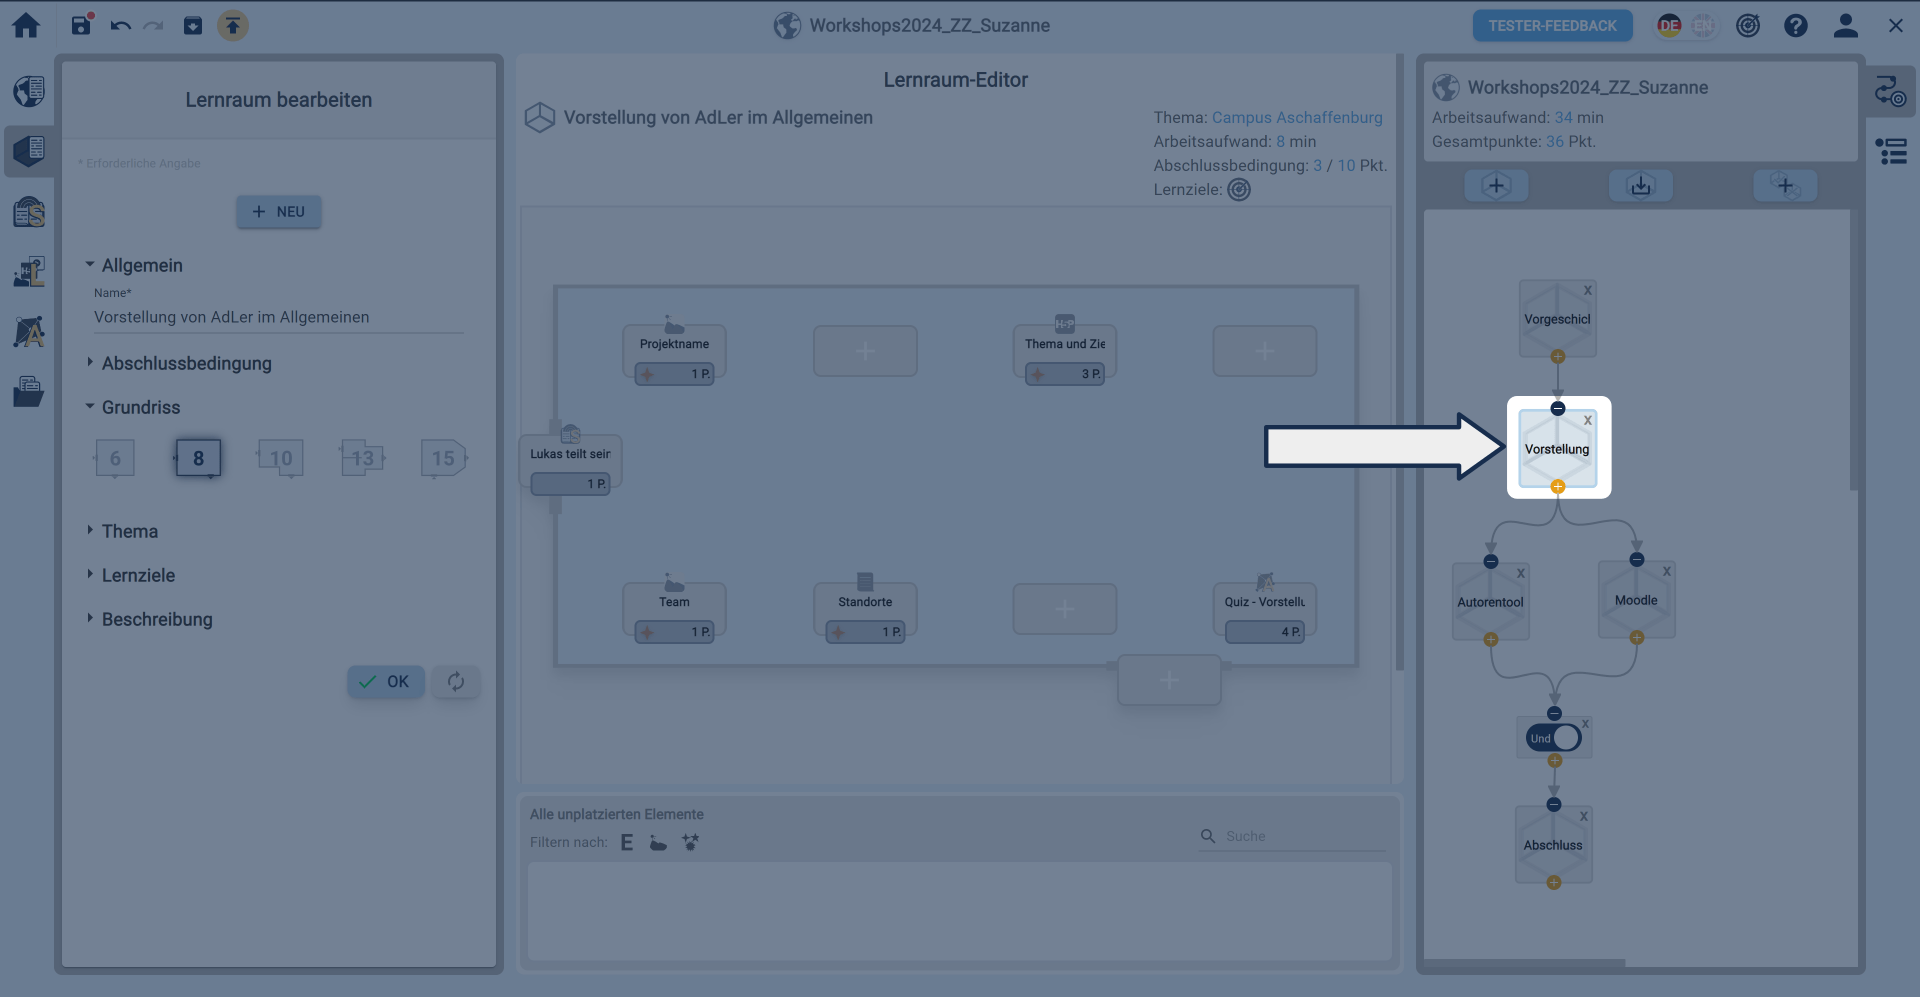 Workshops2024_ZZ_Suzanne
TESTER-FEEDBACK
DE
EN
Lernraum bearbeiten
* Erforderliche Angabe
+ NEU
Allgemein
Name*
Vorstellung von AdLer im Allgemeinen
Abschlussbedingung
Grundriss
6
8
10
13
15
Thema
Lernziele
Beschreibung
OK
Lernraum-Editor
Vorstellung von AdLer im Allgemeinen
Thema: Campus Aschaffenburg
Arbeitsaufwand: 8 min
Abschlussbedingung: 3 / 10 Pkt.
Lernziele:
Projektname
1 P.
H-P
Thema und Zie
3 P.
Lukas teilt sein
1 P.
Team
1 P.
Standorte
1 P.
Quiz - Vorstellu
4 P.
Alle unplatzierten Elemente
Filtern nach: E
Suche
Workshops2024_ZZ_Suzanne
Arbeitsaufwand: 34 min
Gesamtpunkte: 36 Pkt.
X
Vorgeschicl
X
Vorstellung
X
Autorentool
X
Moodle
X
Und
X
Abschluss